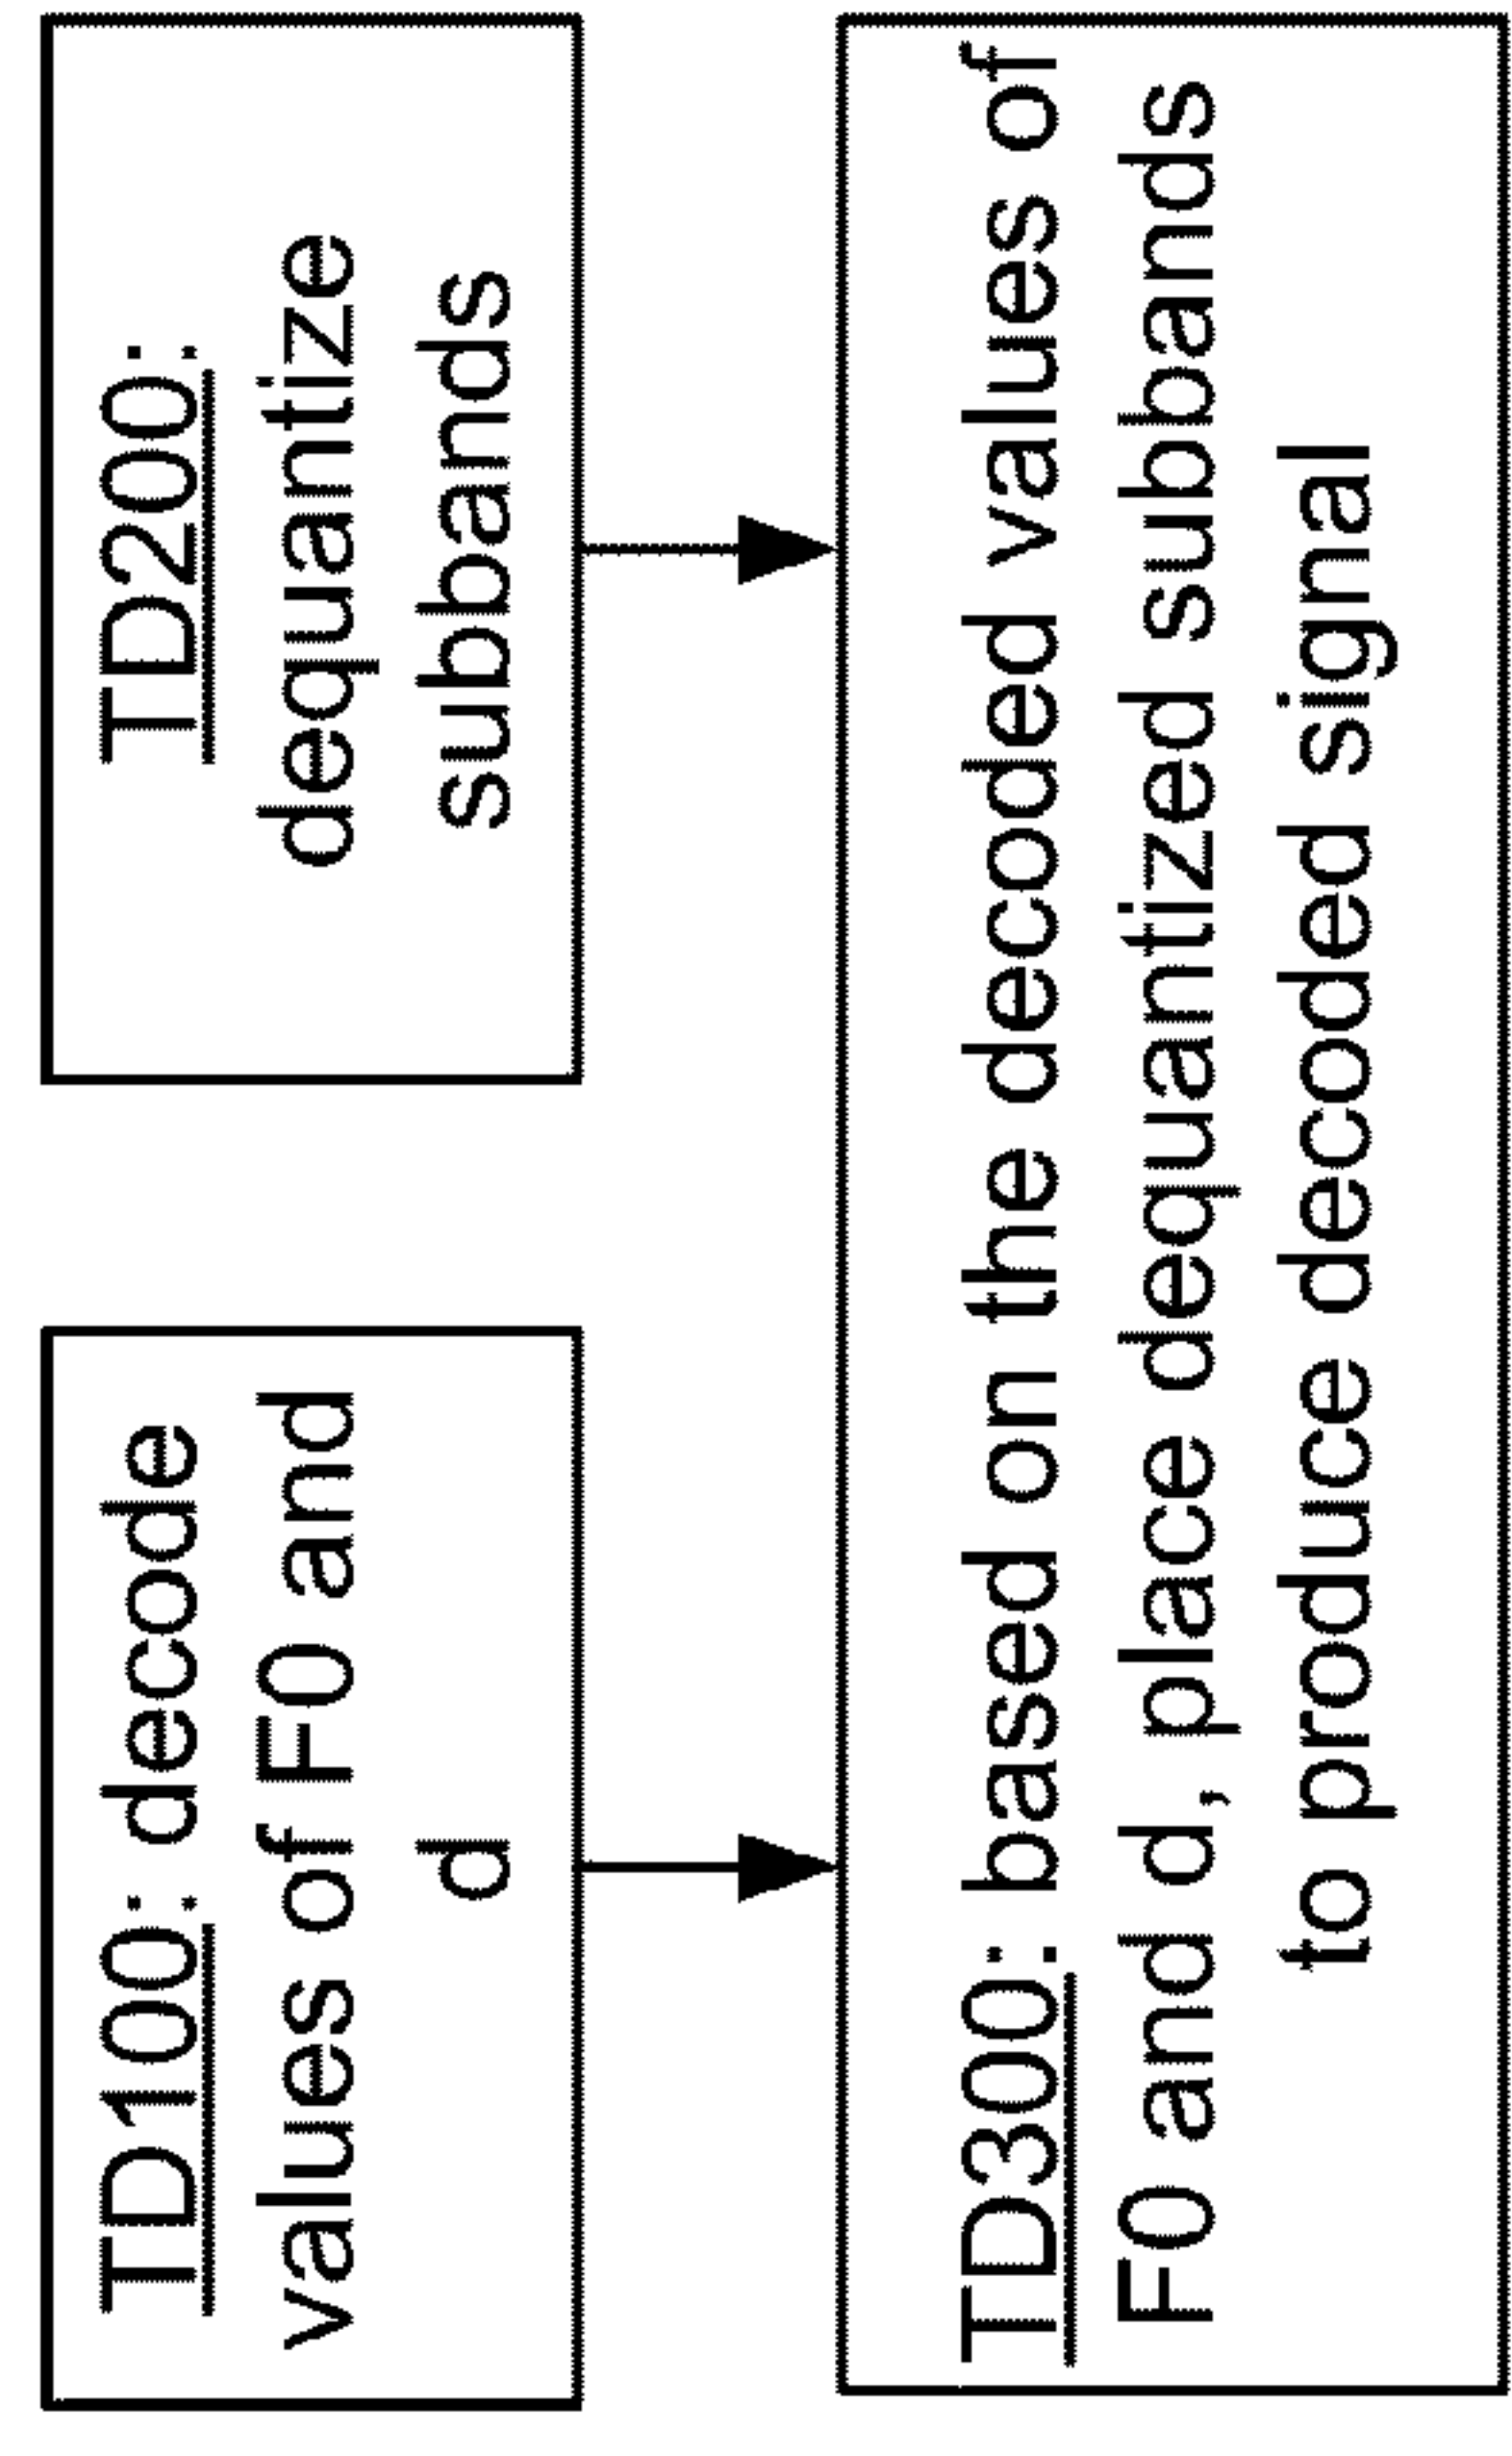 TD100: decode
values of F0 and
d
TD200:
dequantize
subbands
TD300: based on the decoded values of
F0 and d, place dequantized subbands
to produce decoded signal